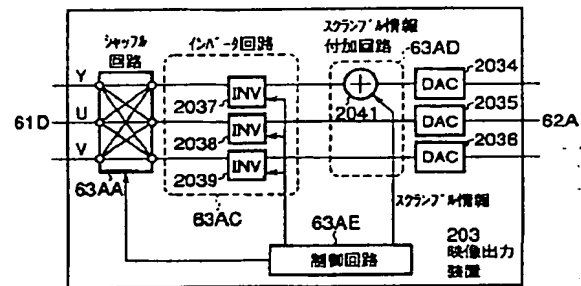 シャッフル
回路
インバータ回路
スクランブル情報
付加回路
63AD
Y
U
V
61D
63AA
2037
INV
2038
INV
2039
INV
63AC
2041
DAC
2034
DAC
2035
DAC
2036
62A
スクランブル情報
63AE
制御回路
203
映像出力
装置